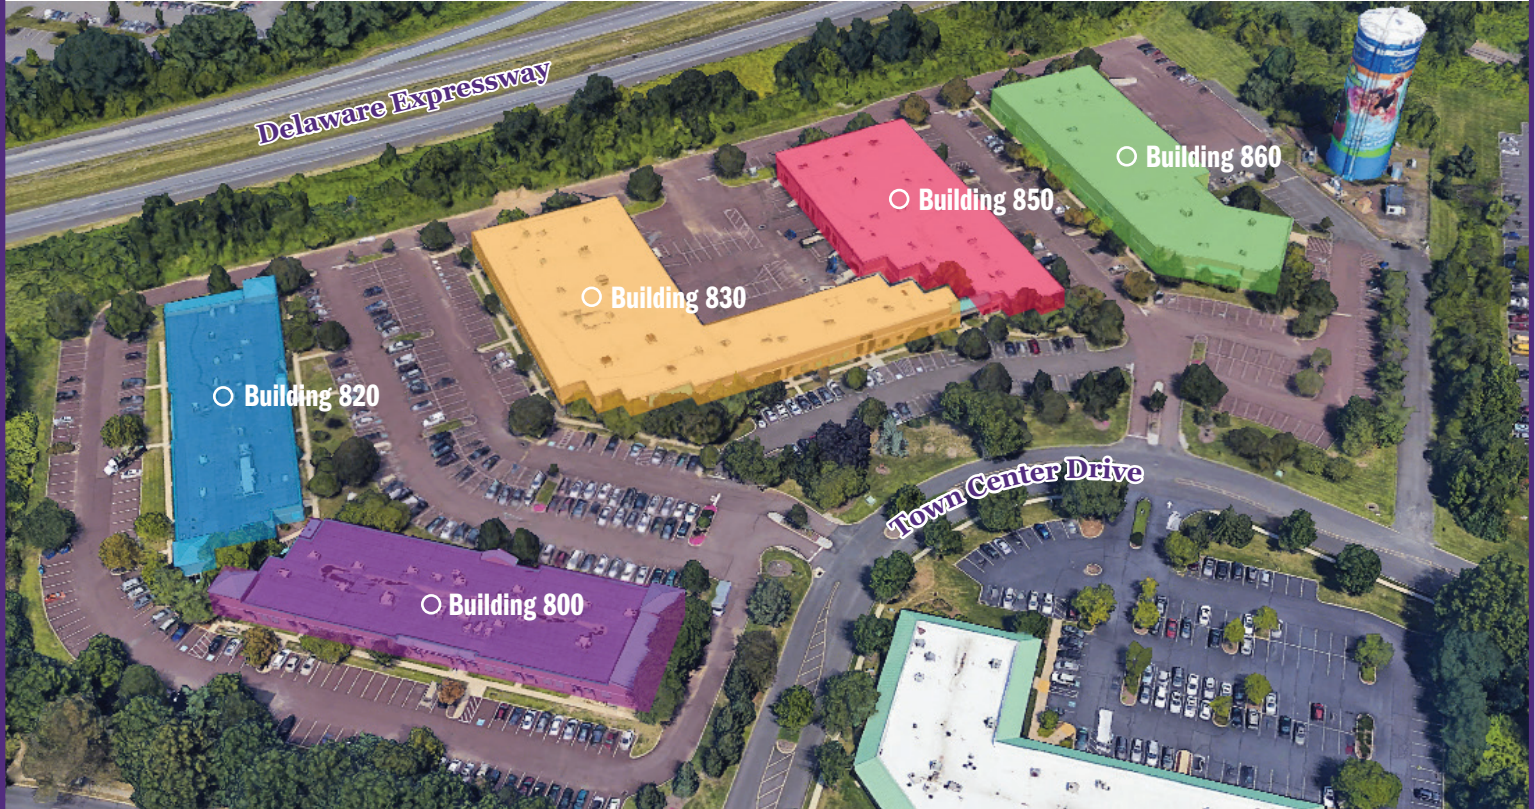 Delaware Expressway
Building 860
Building 850
Building 830
Building 820
Town Center Drive
Building 800